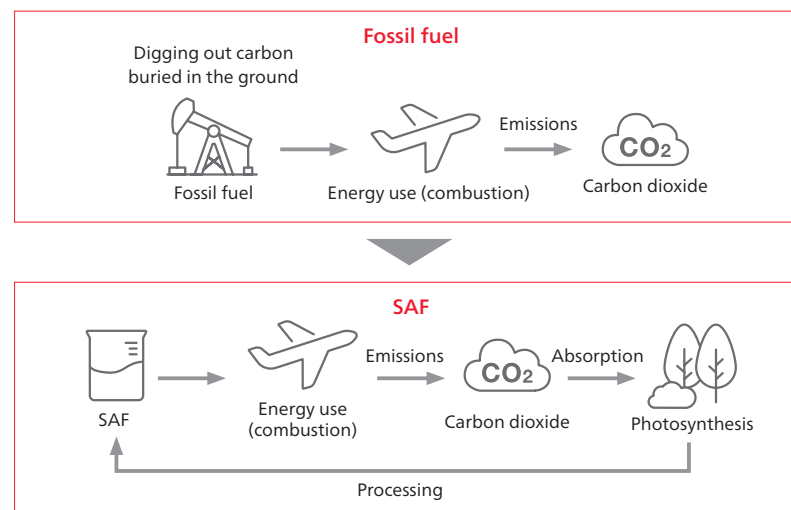 Fossil fuel
Digging out carbon
buried in the ground
Emissions
CO₂
Fossil fuel
Energy use (combustion)
Carbon dioxide
SAF
Emissions
Absorption
CO₂
SAF
Energy use
(combustion)
Carbon dioxide
Photosynthesis
Processing